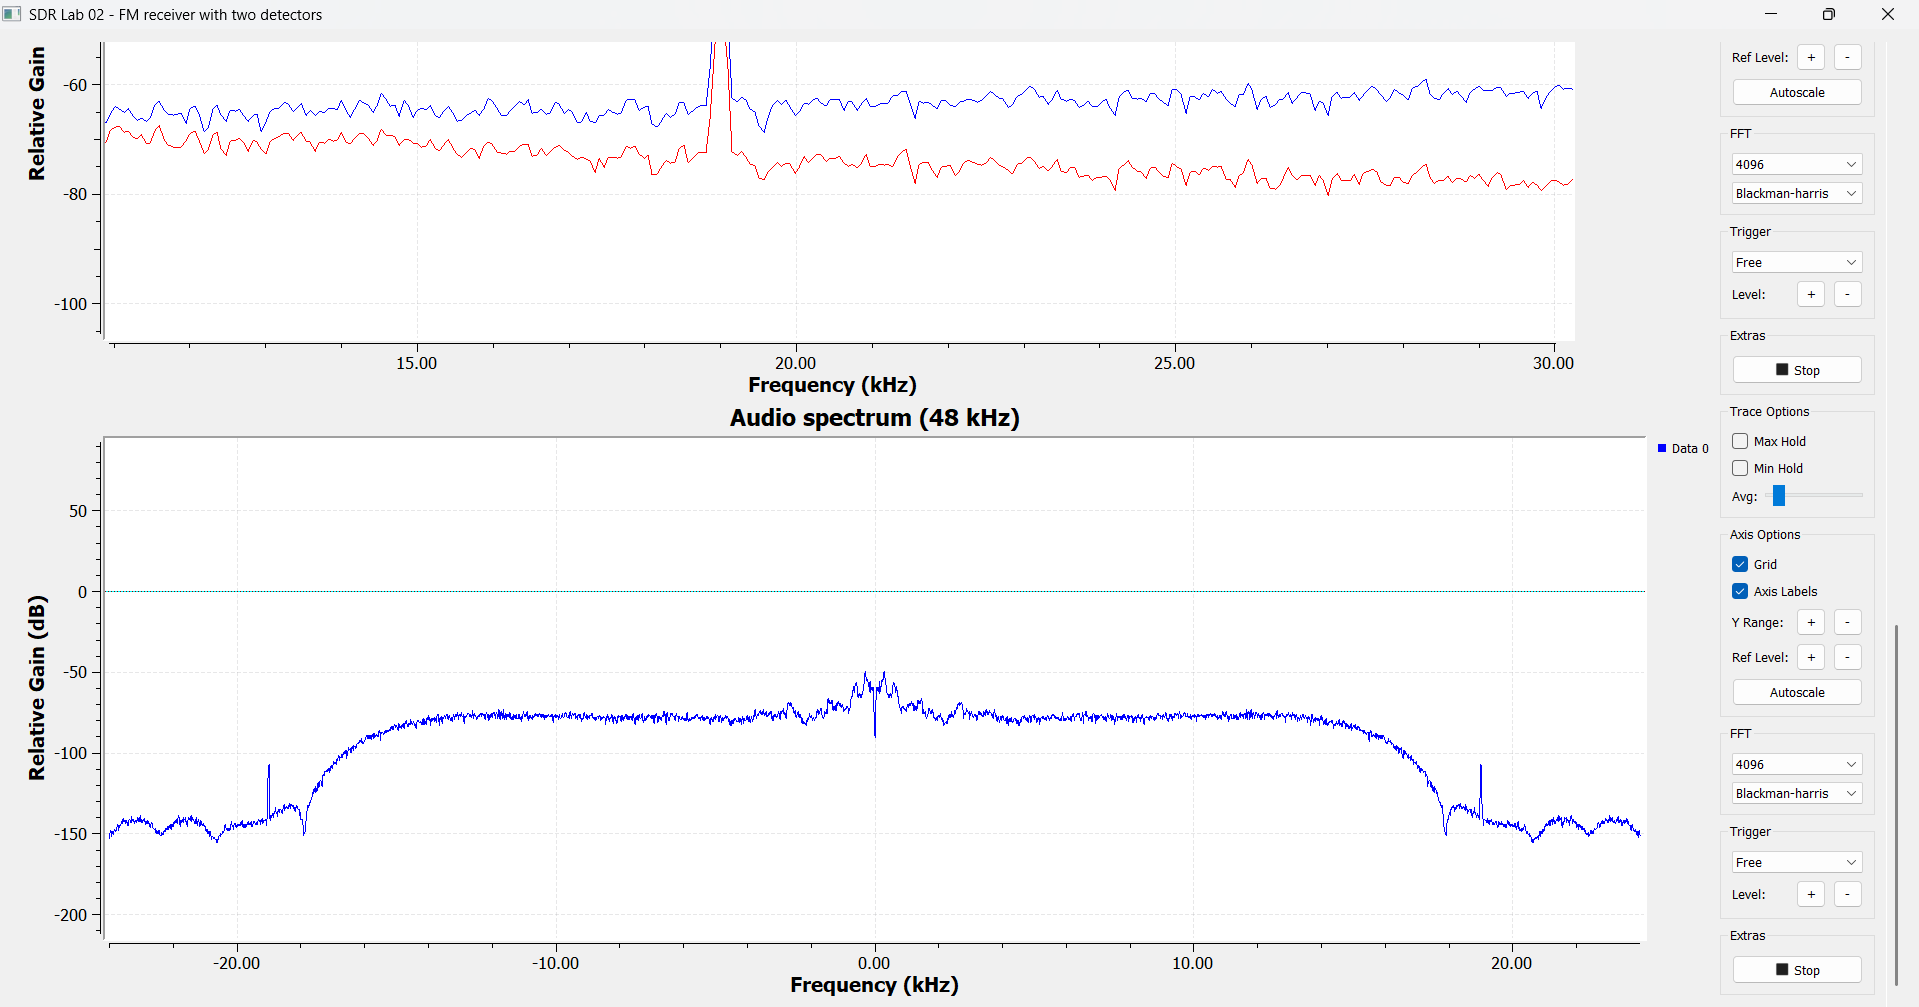 SDR Lab 02 - FM receiver with two detectors
Relative Gain
-60
-80
-100
15.00 20.00 25.00 30.00
Frequency (kHz)
Ref Level: + -
Autoscale
FFT
4096
Blackman-harris
Trigger
Free
Level: + -
Extras
Stop
Audio spectrum (48 kHz)
Relative Gain (dB)
50
0
-50
-100
-150
-200
-20.00 -10.00 0.00 10.00 20.00
Frequency (kHz)
Data 0
Trace Options
Max Hold
Min Hold
Avg:
Axis Options
Grid
Axis Labels
Y Range: + -
Ref Level: + -
Autoscale
FFT
4096
Blackman-harris
Trigger
Free
Level: + -
Extras
Stop